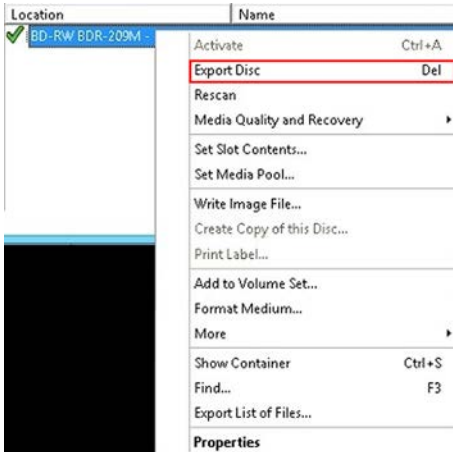 Location Name
BD-RW BDR-209M -
Activate Ctrl+A
Export Disc Del
Rescan
Media Quality and Recovery
Set Slot Contents...
Set Media Pool...
Write Image File...
Create Copy of this Disc...
Print Label...
Add to Volume Set...
Format Medium...
More
Show Container Ctrl+S
Find... F3
Export List of Files...
Properties